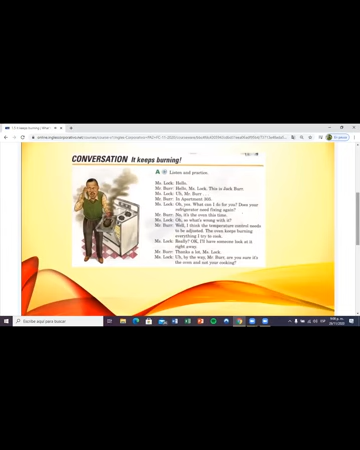 CONVERSATION It keeps burning!
A Listen and practice.
Ms. Lock: Hello.
Mr. Burr: Hello, Ms. Lock. This is Jack Burr.
Ms. Lock: Uh, Mr. Burr . . .
Mr. Burr: In Apartment 305.
Ms. Lock: Oh, yes. What can I do for you? Does your
refrigerator need fixing again?
Mr. Burr: No, it's the oven this time.
Ms. Lock: Oh, so what's wrong with it?
Mr. Burr: Well, I think the temperature control needs
to be adjusted. The oven keeps burning
everything I try to cook.
Ms. Lock: Really? OK, I'll have someone look at it
right away.
Mr. Burr: Thanks a lot, Ms. Lock.
Ms. Lock: Uh, by the way, Mr. Burr, are you sure it's
the oven and not your cooking?
Escribe aquí para buscar
ESP